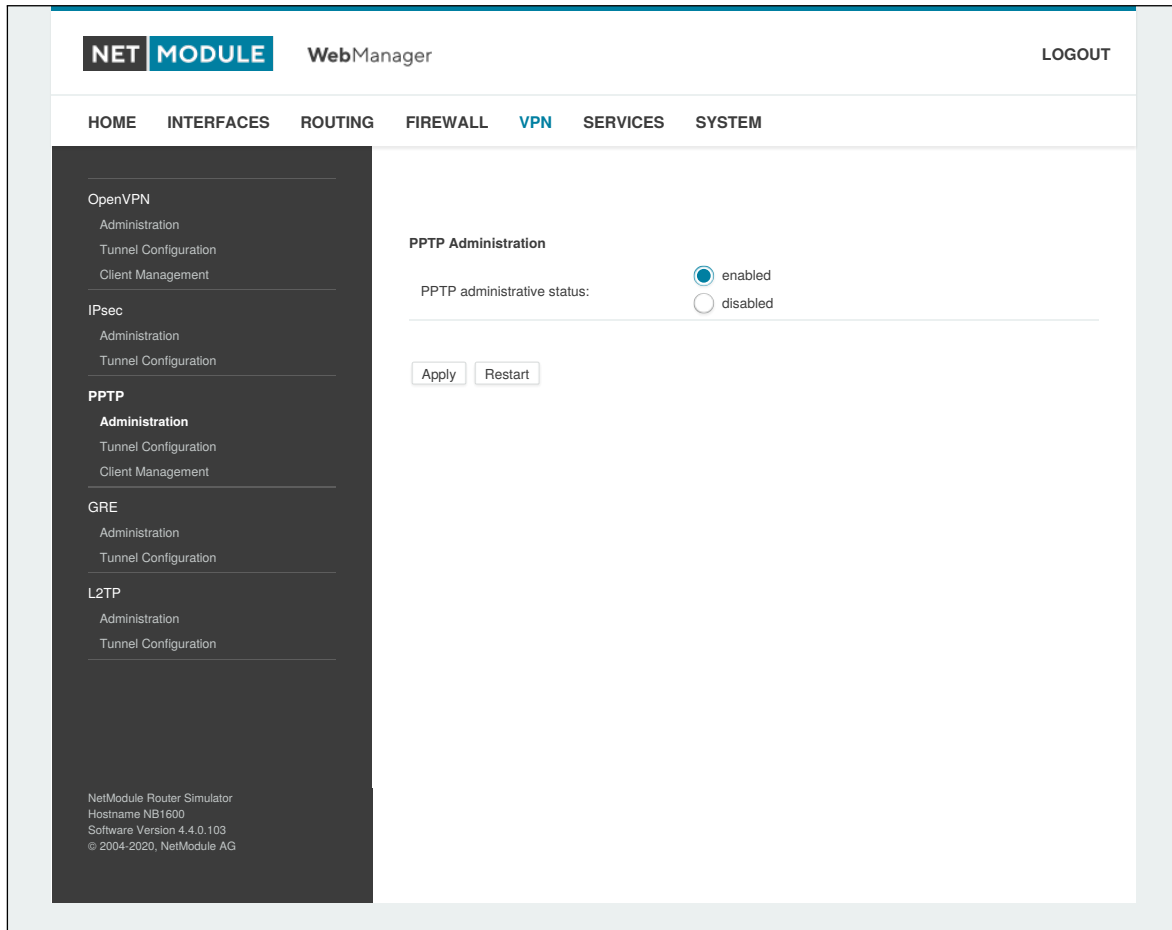 NET MODULE WebManager LOGOUT
HOME INTERFACES ROUTING FIREWALL VPN SERVICES SYSTEM
OpenVPN
Administration
Tunnel Configuration
Client Management
IPsec
Administration
Tunnel Configuration
PPTP
Administration
Tunnel Configuration
Client Management
GRE
Administration
Tunnel Configuration
L2TP
Administration
Tunnel Configuration
NetModule Router Simulator
Hostname NB1600
Software Version 4.4.0.103
© 2004-2020, NetModule AG
PPTP Administration
PPTP administrative status:
enabled
disabled
Apply Restart